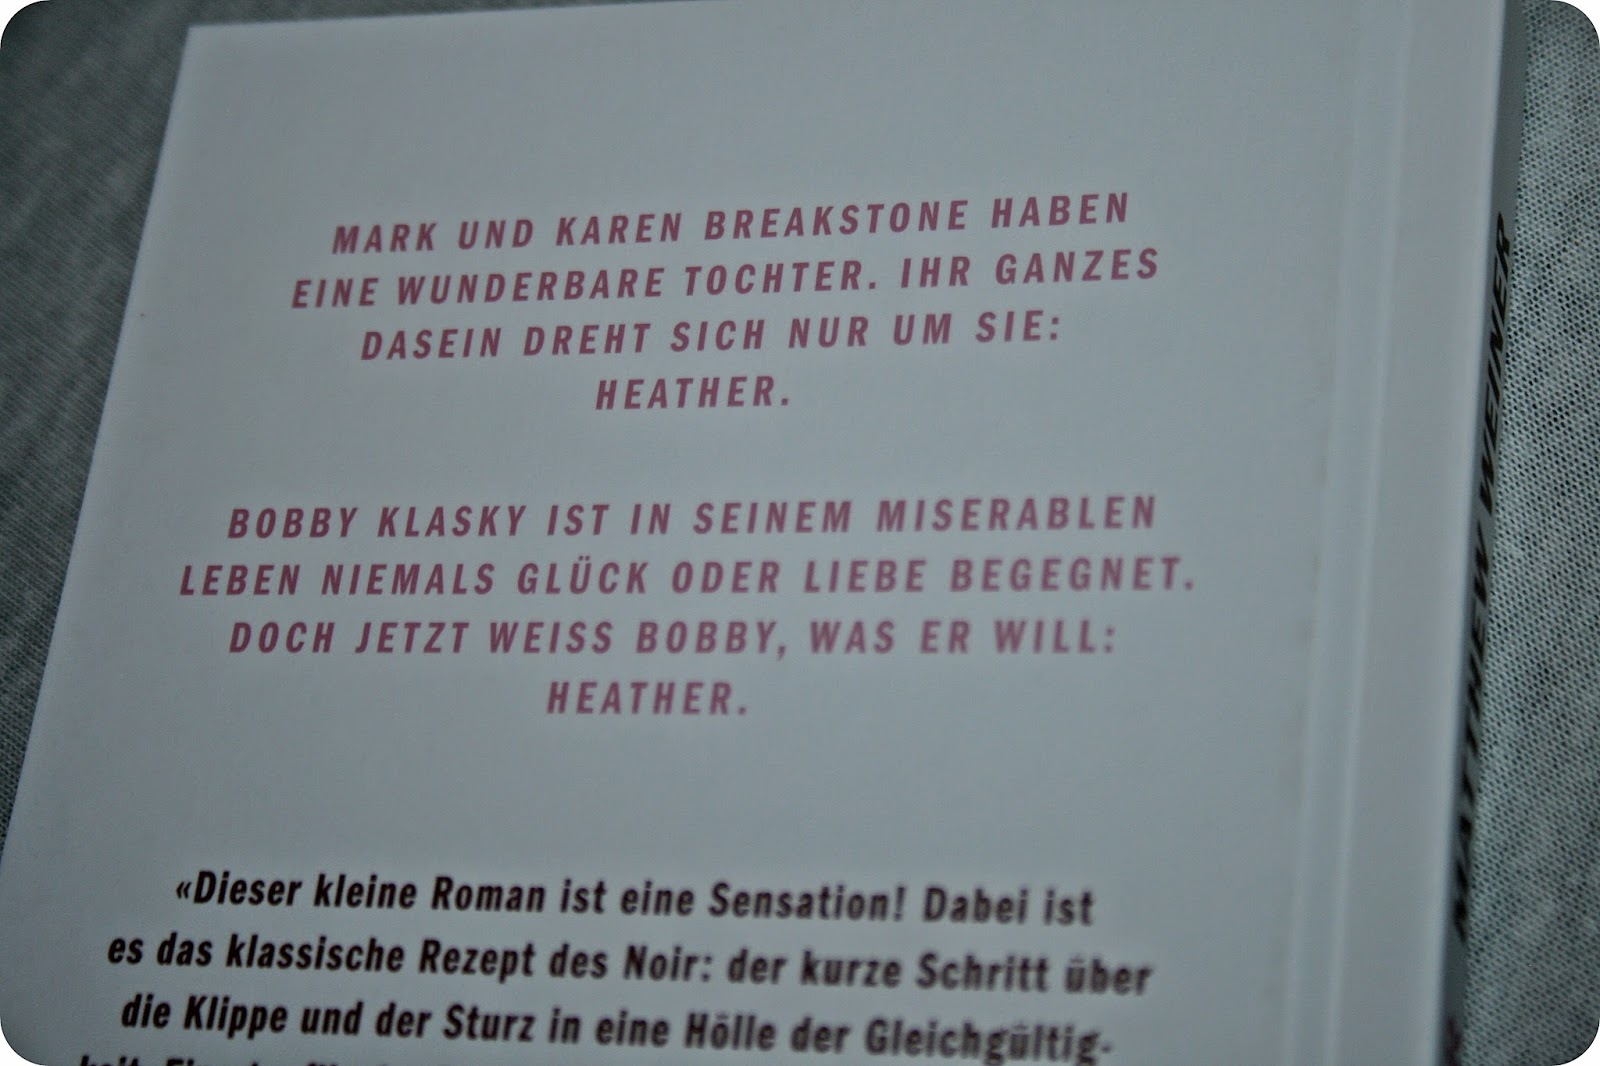 MARK UND KAREN BREAKSTONE HABEN
EINE WUNDERBARE TOCHTER. IHR GANZES
DASEIN DREHT SICH NUR UM SIE:
HEATHER.
BOBBY KLASKY IST IN SEINEM MISERABLEN
LEBEN NIEMALS GLÜCK ODER LIEBE BEGEGNET.
DOCH JETZT WEISS BOBBY, WAS ER WILL:
HEATHER.
«Dieser kleine Roman ist eine Sensation! Dabei ist
es das klassische Rezept des Noir: der kurze Schritt über
die Klippe und der Sturz in eine Hölle der Gleichgültig-
MATTHEW WEINER